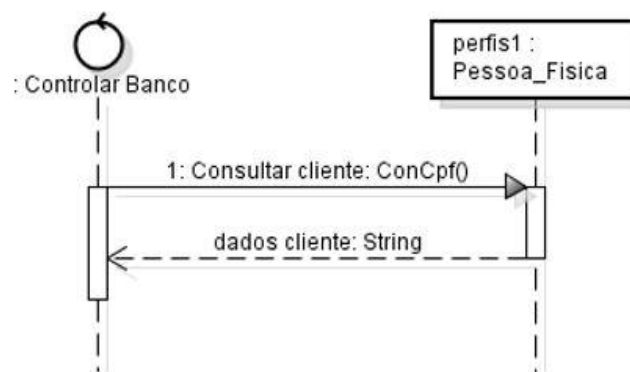 perfis1 :
Pessoa_Fisica
: Controlar Banco
1: Consultar cliente: ConCpf()
dados cliente: String